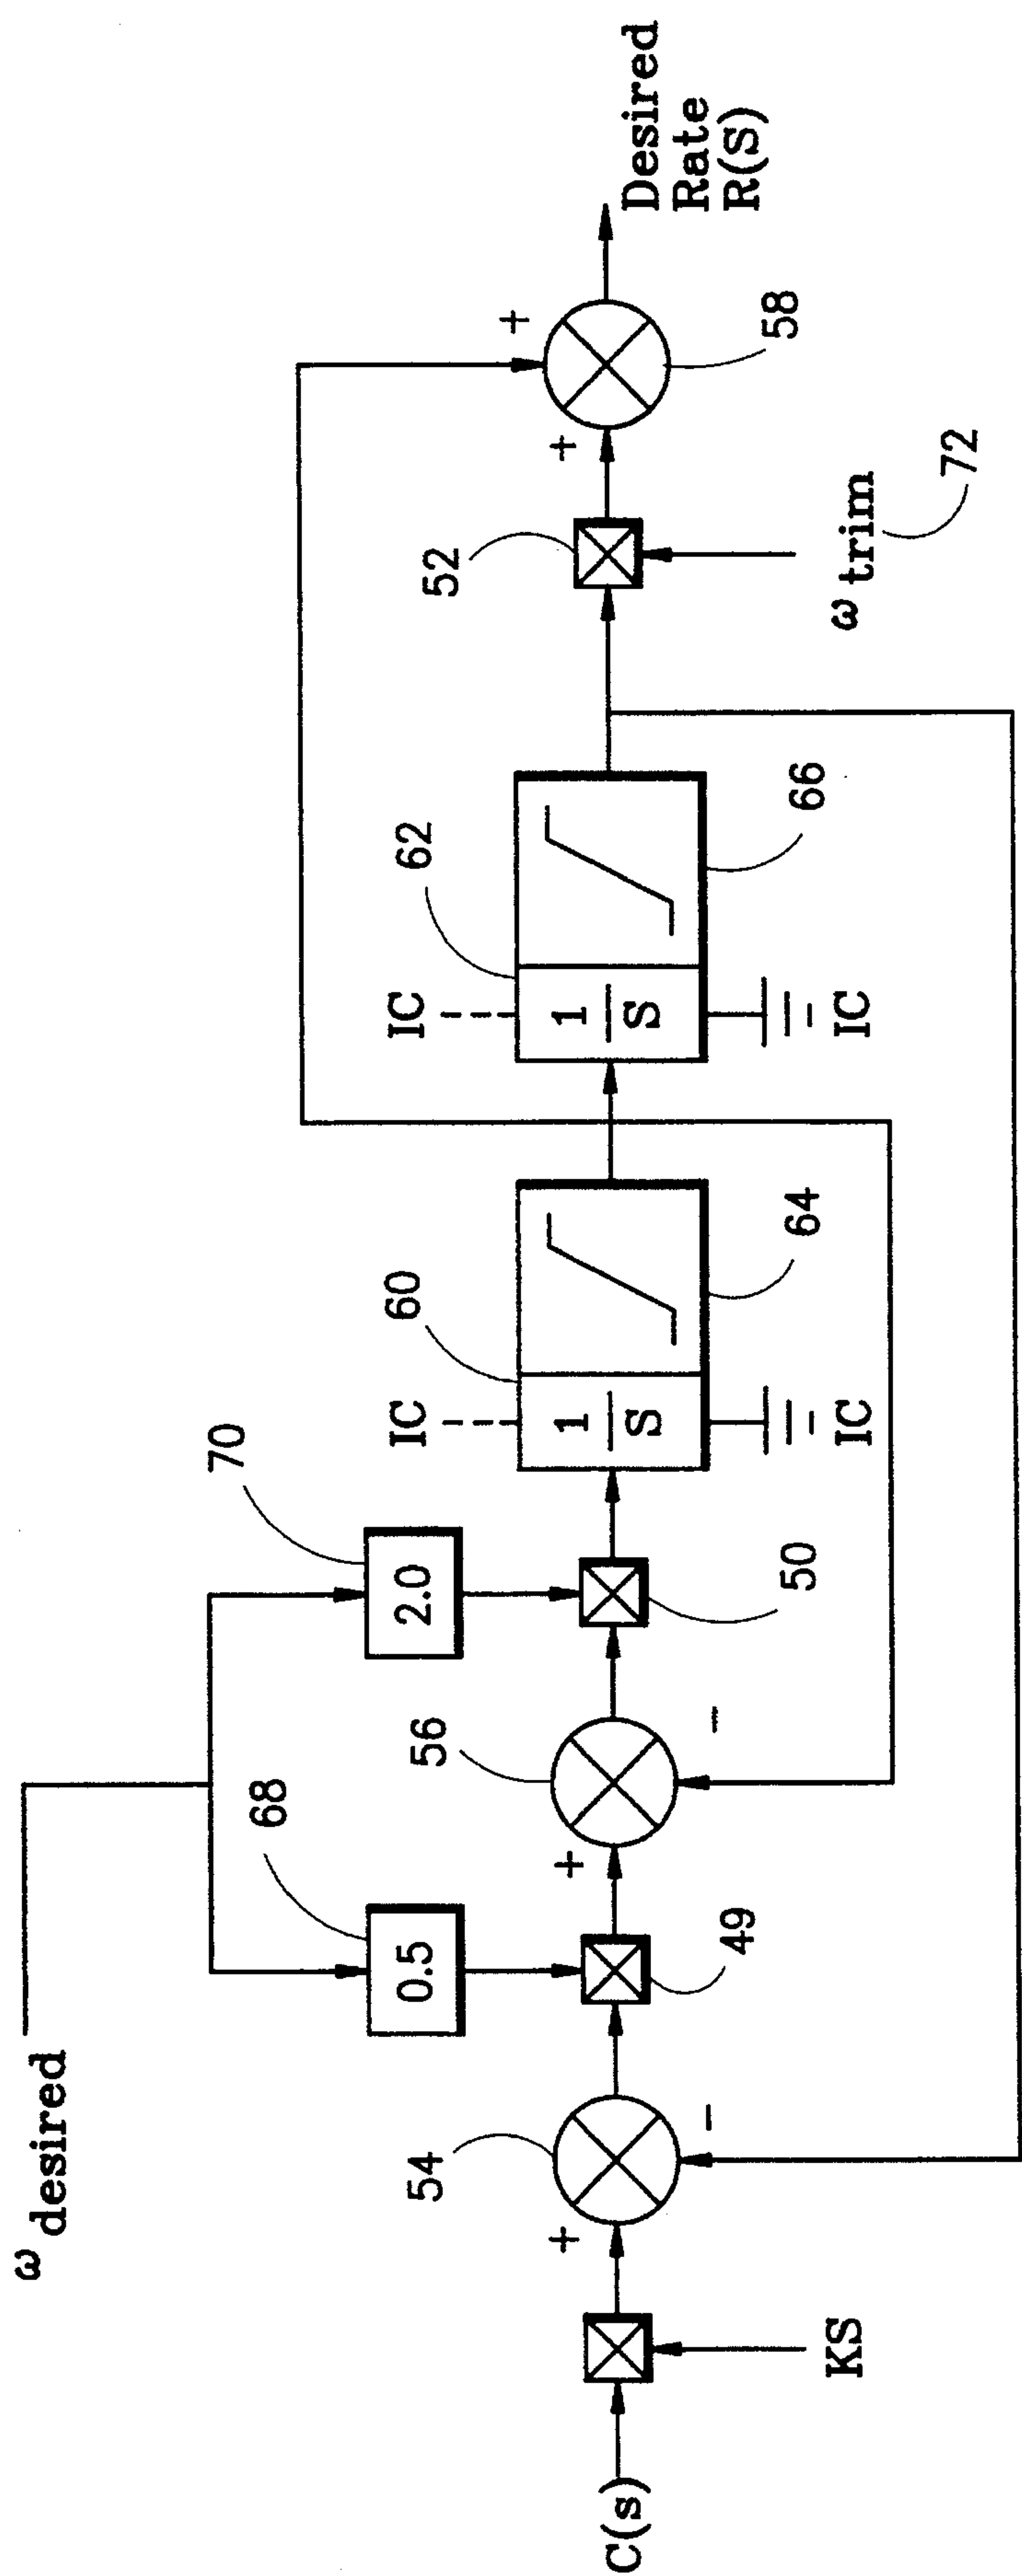 ω desired
68
0.5
70
2.0
C(s)
KS
+
54
-
49
+
56
-
50
IC
60
1
S
IC
64
IC
62
1
S
IC
66
52
ω trim
72
+
+
58
Desired
Rate
R(S)